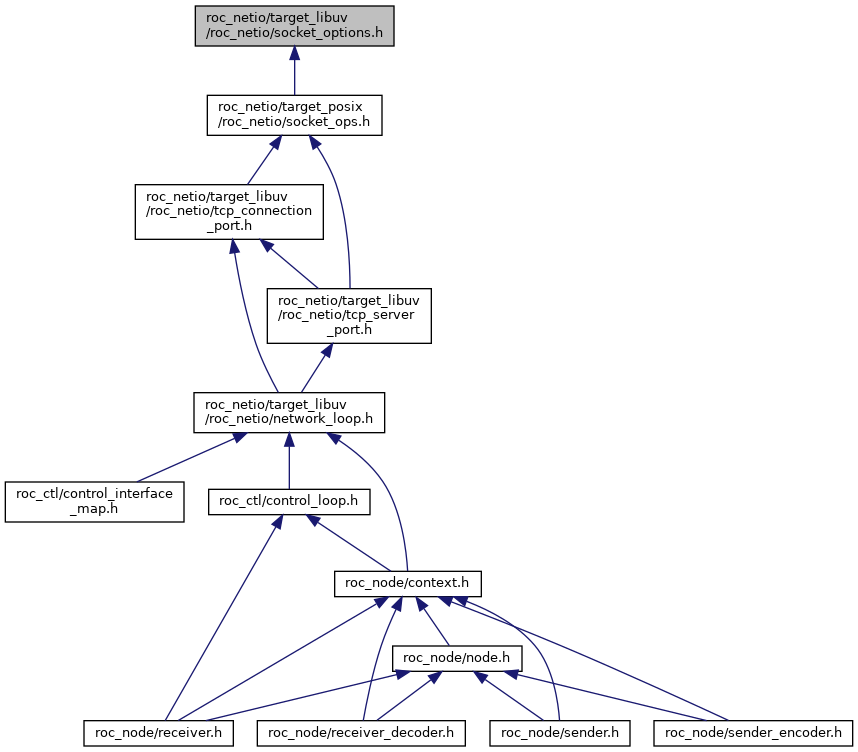 roc_netio/target_libuv
/roc_netio/socket_options.h
roc_netio/target_posix
/roc_netio/socket_ops.h
roc_netio/target_libuv
/roc_netio/tcp_connection
_port.h
roc_netio/target_libuv
/roc_netio/tcp_server
_port.h
roc_netio/target_libuv
/roc_netio/network_loop.h
roc_ctl/control_interface
_map.h
roc_ctl/control_loop.h
roc_node/context.h
roc_node/node.h
roc_node/receiver.h
roc_node/receiver_decoder.h
roc_node/sender.h
roc_node/sender_encoder.h